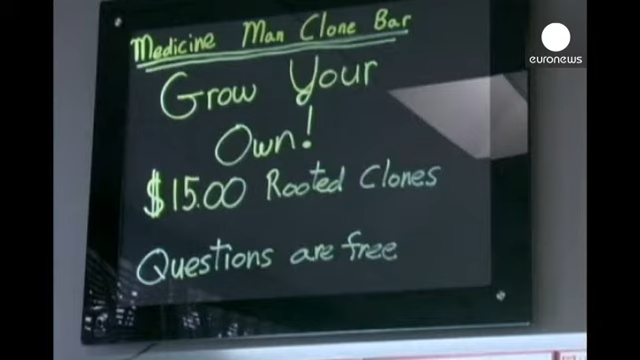 Medicine Man Clone Bar
Grow Your
Own!
$15.00 Rooted Clones
Questions are free
euronews